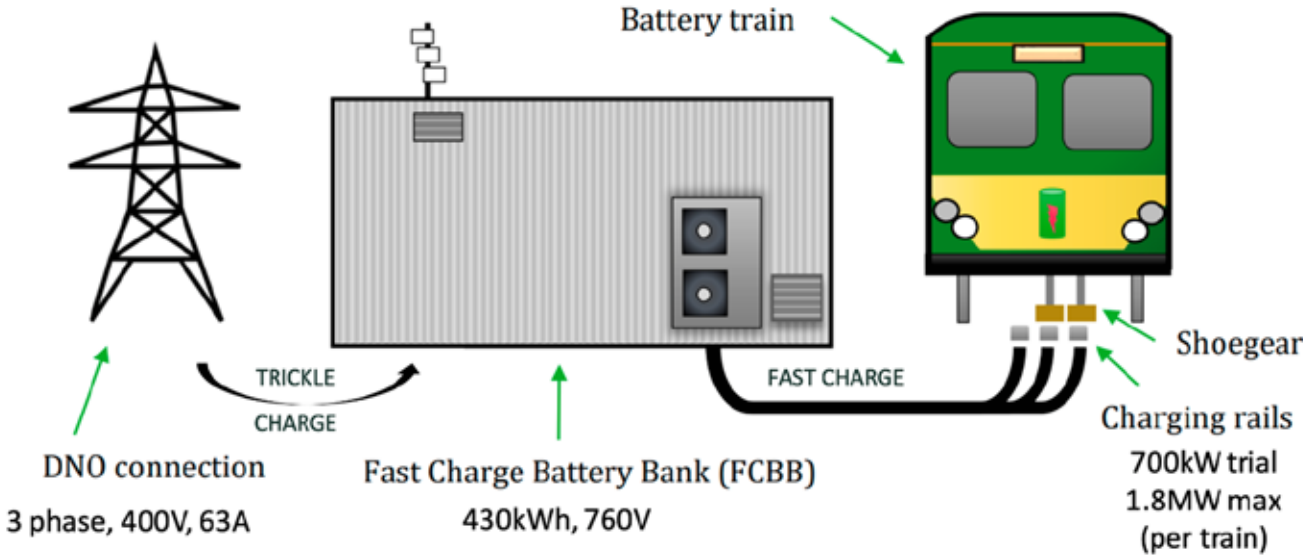 Battery train
TRICKLE
CHARGE
FAST CHARGE
Shoegear
Charging rails
700kW trial
1.8MW max
(per train)
DNO connection
3 phase, 400V, 63A
Fast Charge Battery Bank (FCBB)
430kWh, 760V